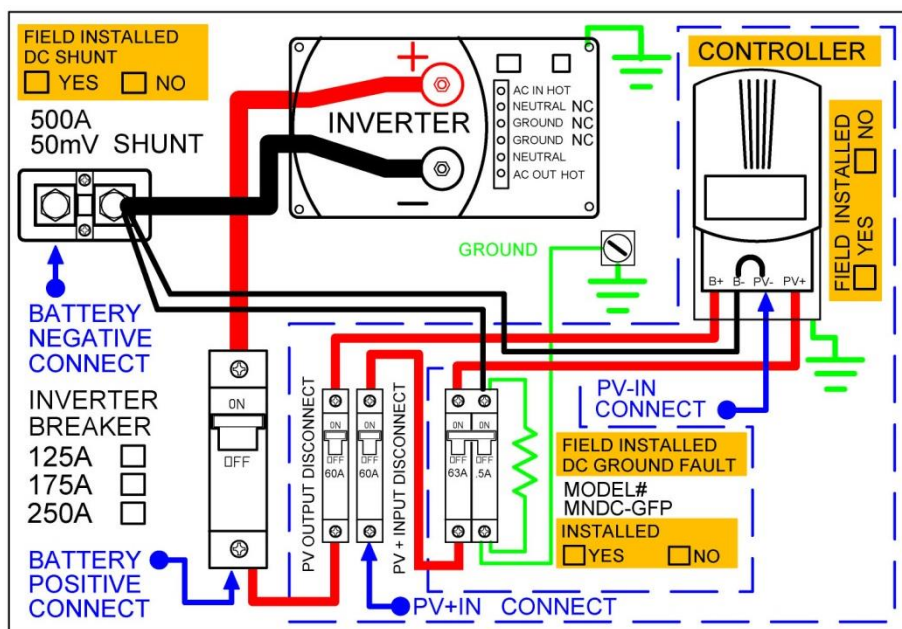 FIELD INSTALLED
DC SHUNT
YES NO
500A
50mV SHUNT
+
INVERTER
−
AC IN HOT
NEUTRAL NC
GROUND NC
GROUND NC
NEUTRAL
AC OUT HOT
CONTROLLER
FIELD INSTALLED
YES NO
B+ B- PV- PV+
GROUND
BATTERY
NEGATIVE
CONNECT
INVERTER
BREAKER
125A
175A
250A
ON
OFF
BATTERY
POSITIVE
CONNECT
PV OUTPUT DISCONNECT
ON
OFF
60A
PV + INPUT DISCONNECT
ON
OFF
60A
ON ON
OFF OFF
63A .5A
PV-IN
CONNECT
FIELD INSTALLED
DC GROUND FAULT
MODEL#
MNDC-GFP
INSTALLED
YES NO
PV+IN CONNECT